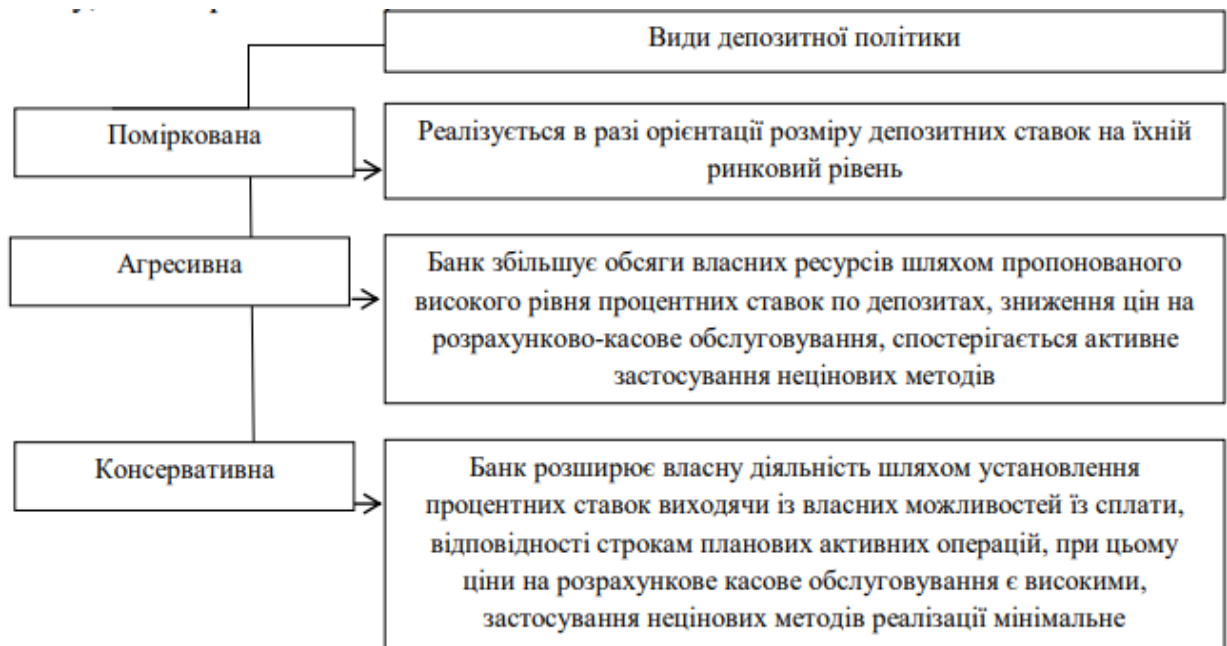 Види депозитної політики
Поміркована
Реалізується в разі орієнтації розміру депозитних ставок на їхній
ринковий рівень
Агресивна
Банк збільшує обсяги власних ресурсів шляхом пропонованого
високого рівня процентних ставок по депозитах, зниження цін на
розрахунково-касове обслуговування, спостерігається активне
застосування нецінових методів
Консервативна
Банк розширює власну діяльність шляхом установлення
процентних ставок виходячи із власних можливостей їз сплати,
відповідності строкам планових активних операцій, при цьому
ціни на розрахункове касове обслуговування є високими,
застосування нецінових методів реалізації мінімальне